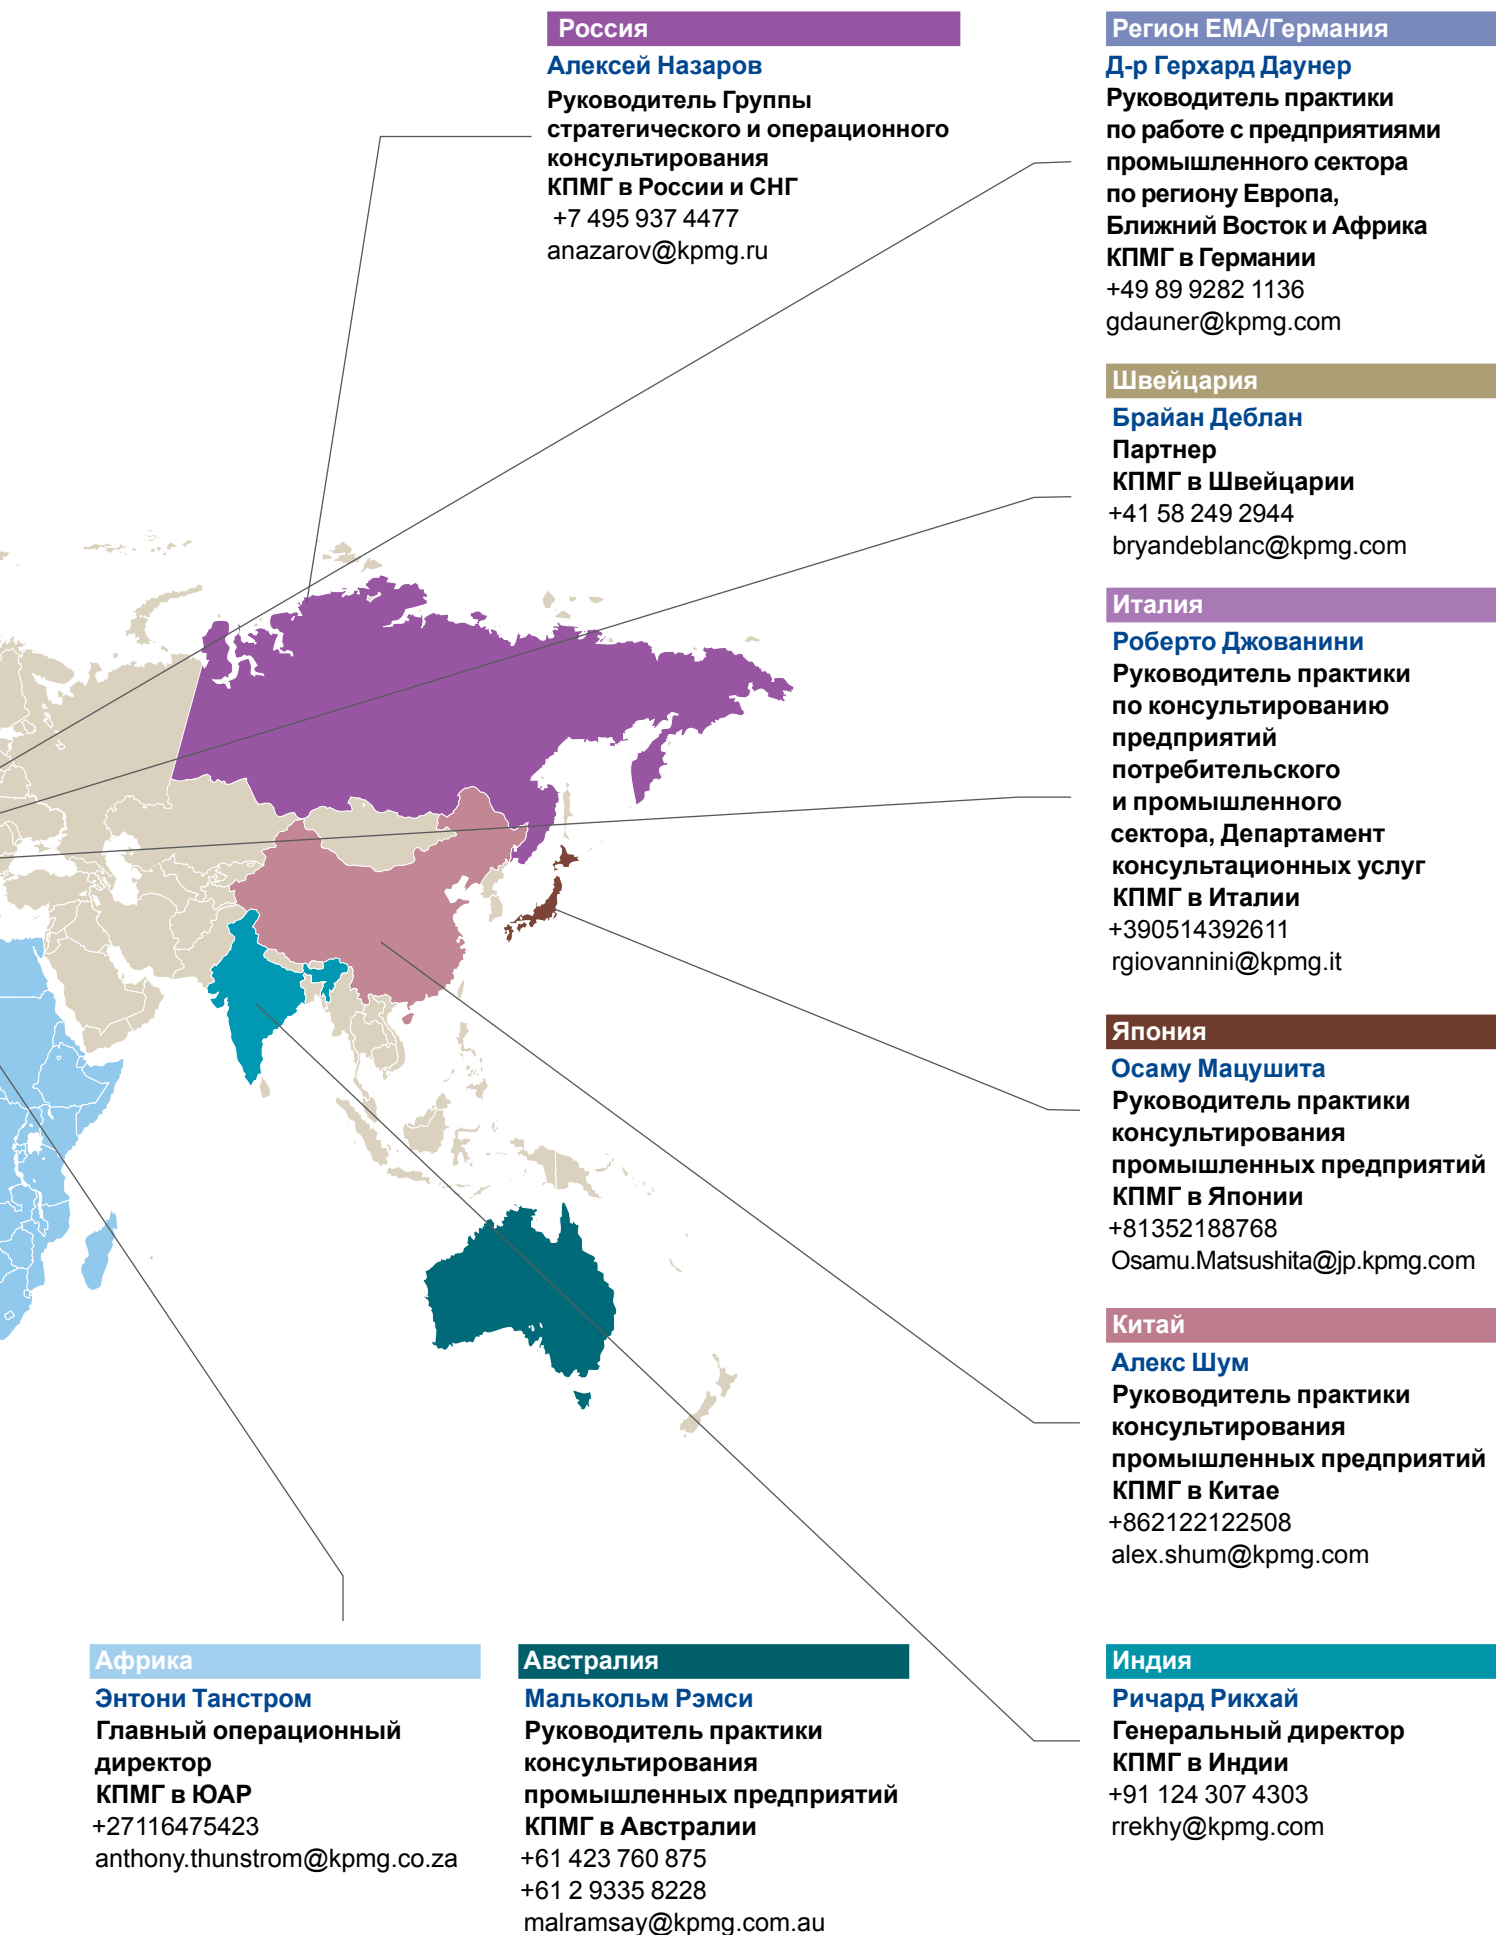 Россия
Алексей Назаров
Руководитель Группы
стратегического и операционного
консультирования
КПМГ в России и СНГ
+7 495 937 4477
anazarov@kpmg.ru
Регион ЕМА/Германия
Д-р Герхард Даунер
Руководитель практики
по работе с предприятиями
промышленного сектора
по региону Европа,
Ближний Восток и Африка
КПМГ в Германии
+49 89 9282 1136
gdauner@kpmg.com
Швейцария
Брайан Деблан
Партнер
КПМГ в Швейцарии
+41 58 249 2944
bryandeblanc@kpmg.com
Италия
Роберто Джованини
Руководитель практики
по консультированию
предприятий
потребительского
и промышленного
сектора, Департамент
консультационных услуг
КПМГ в Италии
+390514392611
rgiovannini@kpmg.it
Япония
Осаму Мацушита
Руководитель практики
консультирования
промышленных предприятий
КПМГ в Японии
+81352188768
Osamu.Matsushita@jp.kpmg.com
Китай
Алекс Шум
Руководитель практики
консультирования
промышленных предприятий
КПМГ в Китае
+862122122508
alex.shum@kpmg.com
Африка
Энтони Танстром
Главный операционный
директор
КПМГ в ЮАР
+27116475423
anthony.thunstrom@kpmg.co.za
Австралия
Малькольм Рэмси
Руководитель практики
консультирования
промышленных предприятий
КПМГ в Австралии
+61 423 760 875
+61 2 9335 8228
malramsay@kpmg.com.au
Индия
Ричард Рикхай
Генеральный директор
КПМГ в Индии
+91 124 307 4303
rrekhy@kpmg.com